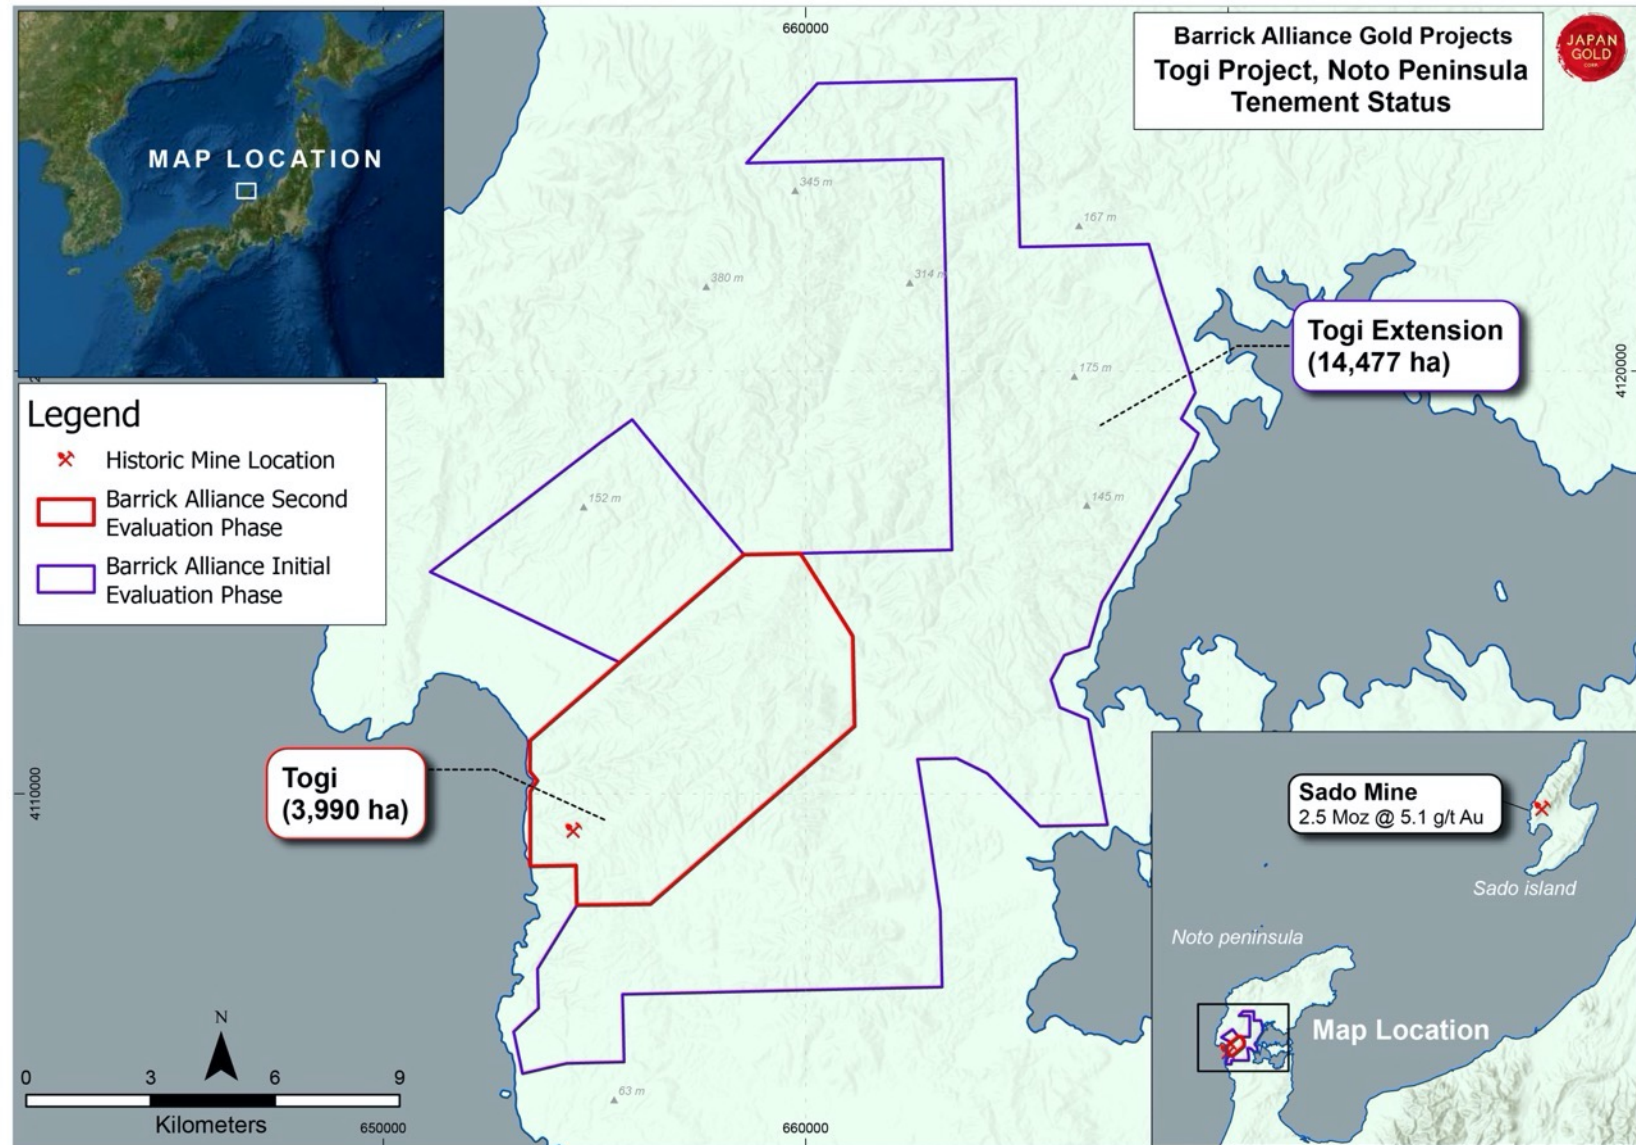 660000
Barrick Alliance Gold Projects
Togi Project, Noto Peninsula
Tenement Status
JAPAN
GOLD
CORP.
MAP LOCATION
345 m
167 m
380 m
314 m
Togi Extension
(14,477 ha)
175 m
4120000
Legend
Historic Mine Location
Barrick Alliance Second
Evaluation Phase
Barrick Alliance Initial
Evaluation Phase
152 m
145 m
Togi
(3,990 ha)
4110000
Sado Mine
2.5 Moz @ 5.1 g/t Au
Sado island
Noto peninsula
Map Location
N
0 3 6 9
Kilometers
63 m
650000
660000